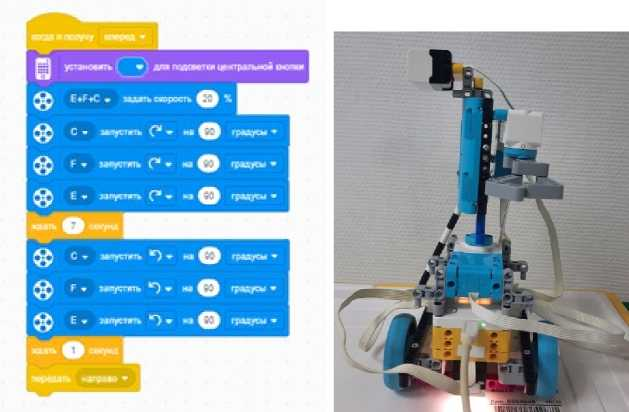 когда я получу вперед
установить для подсветки центральной кнопки
E+F+C задать скорость 20 %
C запустить на 90 градусы
F запустить на 90 градусы
E запустить на 90 градусы
ждать 7 секунд
C запустить на 90 градусы
F запустить на 90 градусы
E запустить на 90 градусы
ждать 1 секунд
передать направо